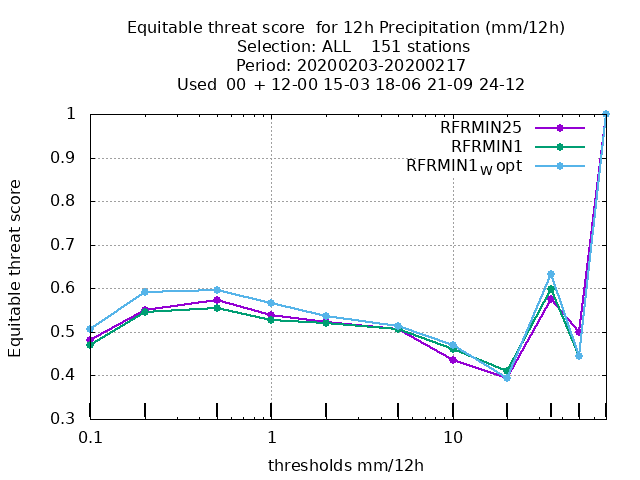 Equitable threat score  for 12h Precipitation (mm/12h)
Selection: ALL    151 stations
Period: 20200203-20200217
Used  00 + 12-00 15-03 18-06 21-09 24-12
RFRMIN25
RFRMIN1
RFRMIN1W opt
Equitable threat score
1
0.9
0.8
0.7
0.6
0.5
0.4
0.3
0.1
1
10
thresholds mm/12h